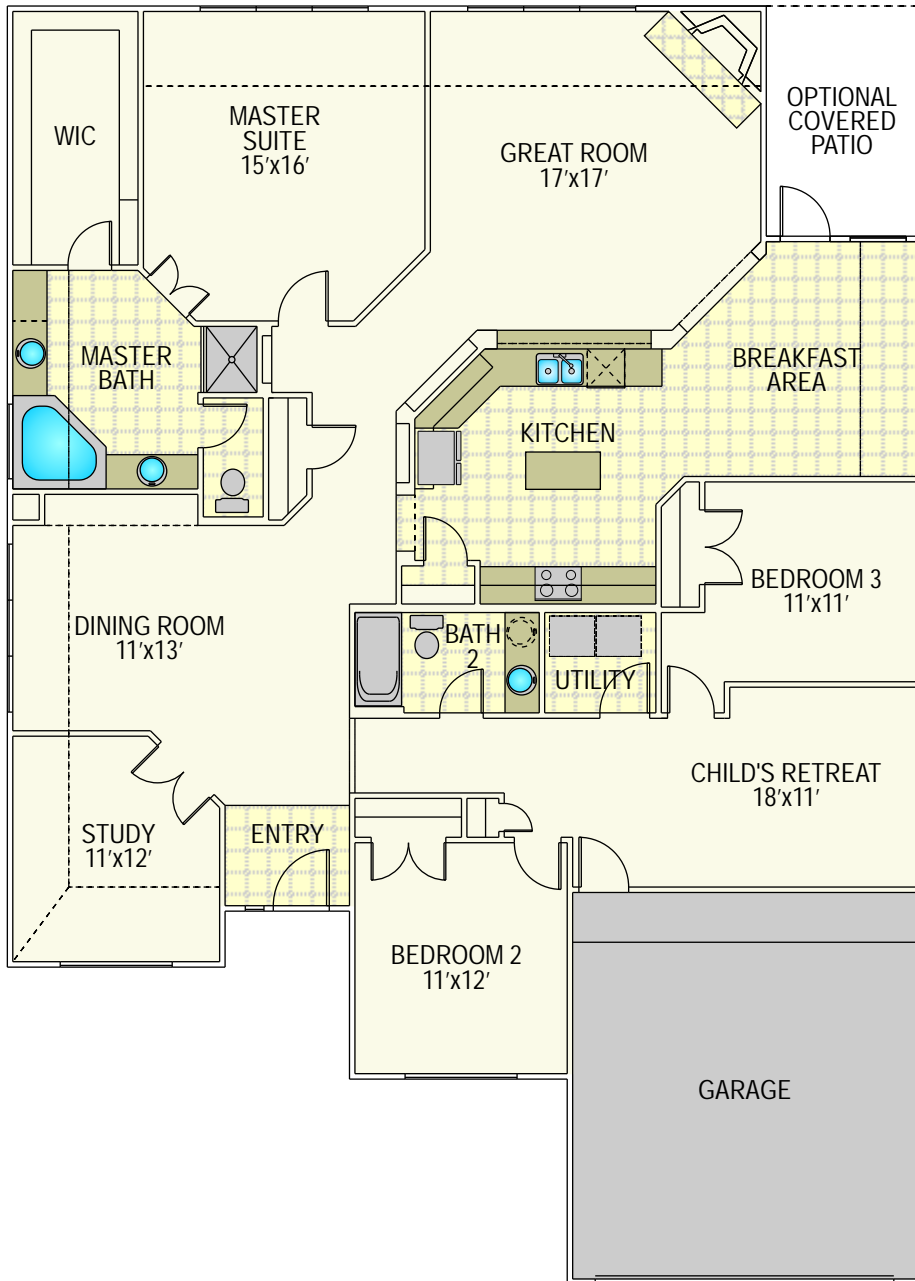 WIC
MASTER
SUITE
15'x16'
GREAT ROOM
17'x17'
OPTIONAL
COVERED
PATIO
MASTER
BATH
BREAKFAST
AREA
KITCHEN
BEDROOM 3
11'x11'
DINING ROOM
11'x13'
BATH
2
UTILITY
CHILD'S RETREAT
18'x11'
STUDY
11'x12'
ENTRY
BEDROOM 2
11'x12'
GARAGE